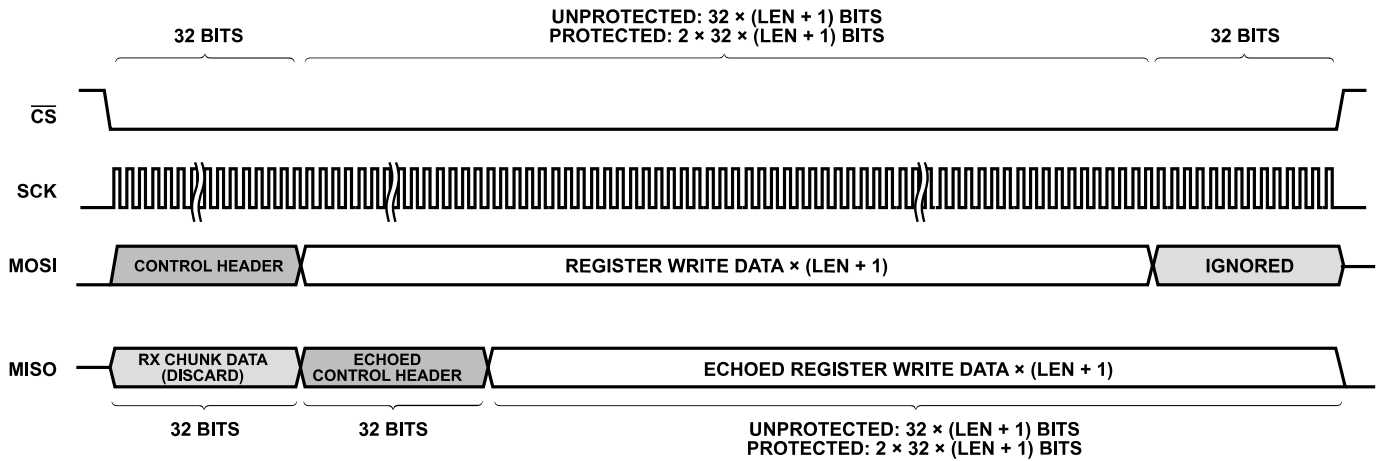 UNPROTECTED: 32 × (LEN + 1) BITS
32 BITS
PROTECTED: 2 × 32 × (LEN + 1) BITS
32 BITS
CS
SCK
MOSI
CONTROL HEADER
REGISTER WRITE DATA × (LEN + 1)
IGNORED
MISO
RX CHUNK DATA
(DISCARD)
ECHOED
CONTROL HEADER
ECHOED REGISTER WRITE DATA × (LEN + 1)
32 BITS
32 BITS
UNPROTECTED: 32 × (LEN + 1) BITS
PROTECTED: 2 × 32 × (LEN + 1) BITS